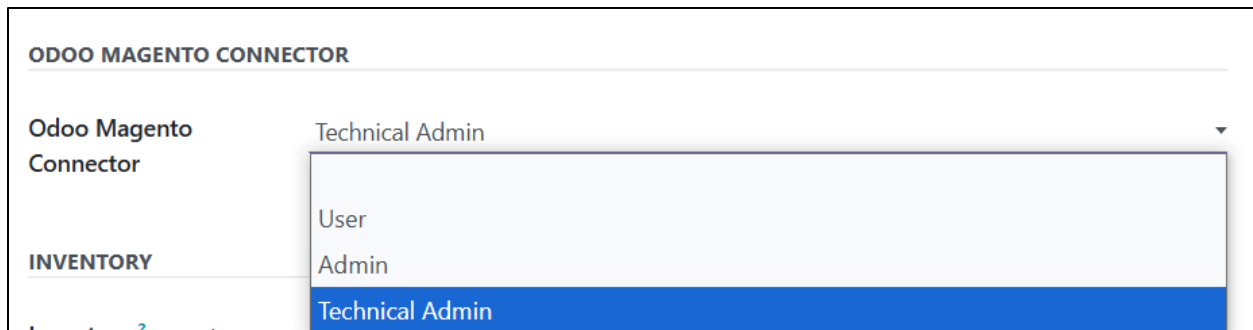 ODOO MAGENTO CONNECTOR
Odoo Magento
Connector
Technical Admin
User
Admin
Technical Admin
INVENTORY
?